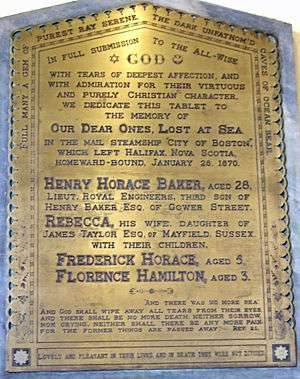 FULL MANY A GEM OF PUREST RAY SERENE, THE DARK UNFATHOM'D CAVES OF OCEAN BEAR
IN FULL SUBMISSION TO THE ALL-WISE
GOD
WITH TEARS OF DEEPEST AFFECTION, AND
WITH ADMIRATION FOR THEIR VIRTUOUS
AND PURELY CHRISTIAN CHARACTER,
WE DEDICATE THIS TABLET TO
THE MEMORY OF
OUR DEAR ONES, LOST AT SEA
IN THE MAIL STEAMSHIP "CITY OF BOSTON",
WHICH LEFT HALIFAX, NOVA SCOTIA,
HOMEWARD-BOUND, JANUARY 28, 1870.
HENRY HORACE BAKER, AGED 28,
LIEUT, ROYAL ENGINEERS, THIRD SON OF
HENRY BAKER ESQ. OF GOWER STREET.
REBECCA, HIS WIFE, DAUGHTER OF
JAMES TAYLOR ESQ. OF MAYFIELD, SUSSEX.
WITH THEIR CHILDREN,
FREDERICK HORACE, AGED 5,
FLORENCE HAMILTON, AGED 3.
AND THERE WAS NO MORE SEA
AND GOD SHALL WIPE AWAY ALL TEARS FROM THEIR EYES
AND THERE SHALL BE NO MORE DEATH, NEITHER SORROW,
NOR CRYING, NEITHER SHALL THERE BE ANY MORE PAIN:
FOR THE FORMER THINGS ARE PASSED AWAY. REV.
LOVELY AND PLEASANT IN THEIR LIVES, AND IN DEATH THEY WERE NOT DIVIDED.